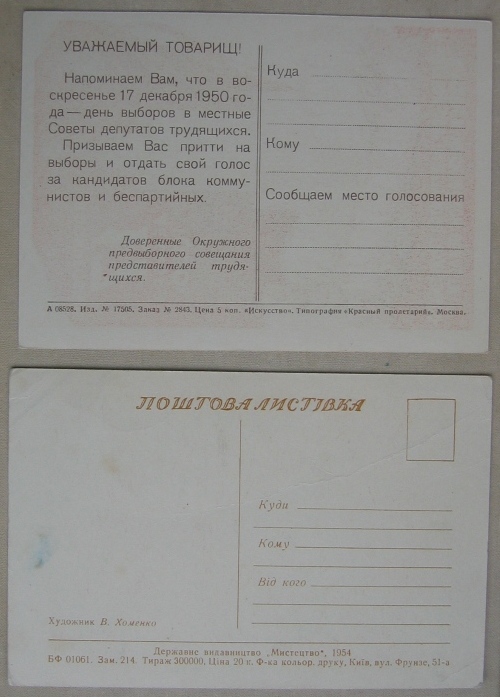 УВАЖАЕМЫЙ ТОВАРИЩ!
Напоминаем Вам, что в во-
скресенье 17 декабря 1950 го-
да — день выборов в местные
Советы депутатов трудящихся.
Призываем Вас притти на
выборы и отдать свой голос
за кандидатов блока комму-
нистов и беспартийных.
Доверенные Окружного
предвыборного совещания
представителей трудя-
щихся.
Куда
Кому
Сообщаем место голосования
А 08528. Изд. № 17505. Заказ № 2843. Цена 5 коп. «Искусство». Типография «Красный пролетарий». Москва.
ПОШТОВА ЛИСТІВКА
Куди
Кому
Від кого
Художник В. Хоменко
Державне видавництво „Мистецтво", 1954
БФ 01061. Зам. 214. Тираж 300000. Ціна 20 к. Ф-ка кольор. друку, Київ, вул. Фрунзе, 51-а